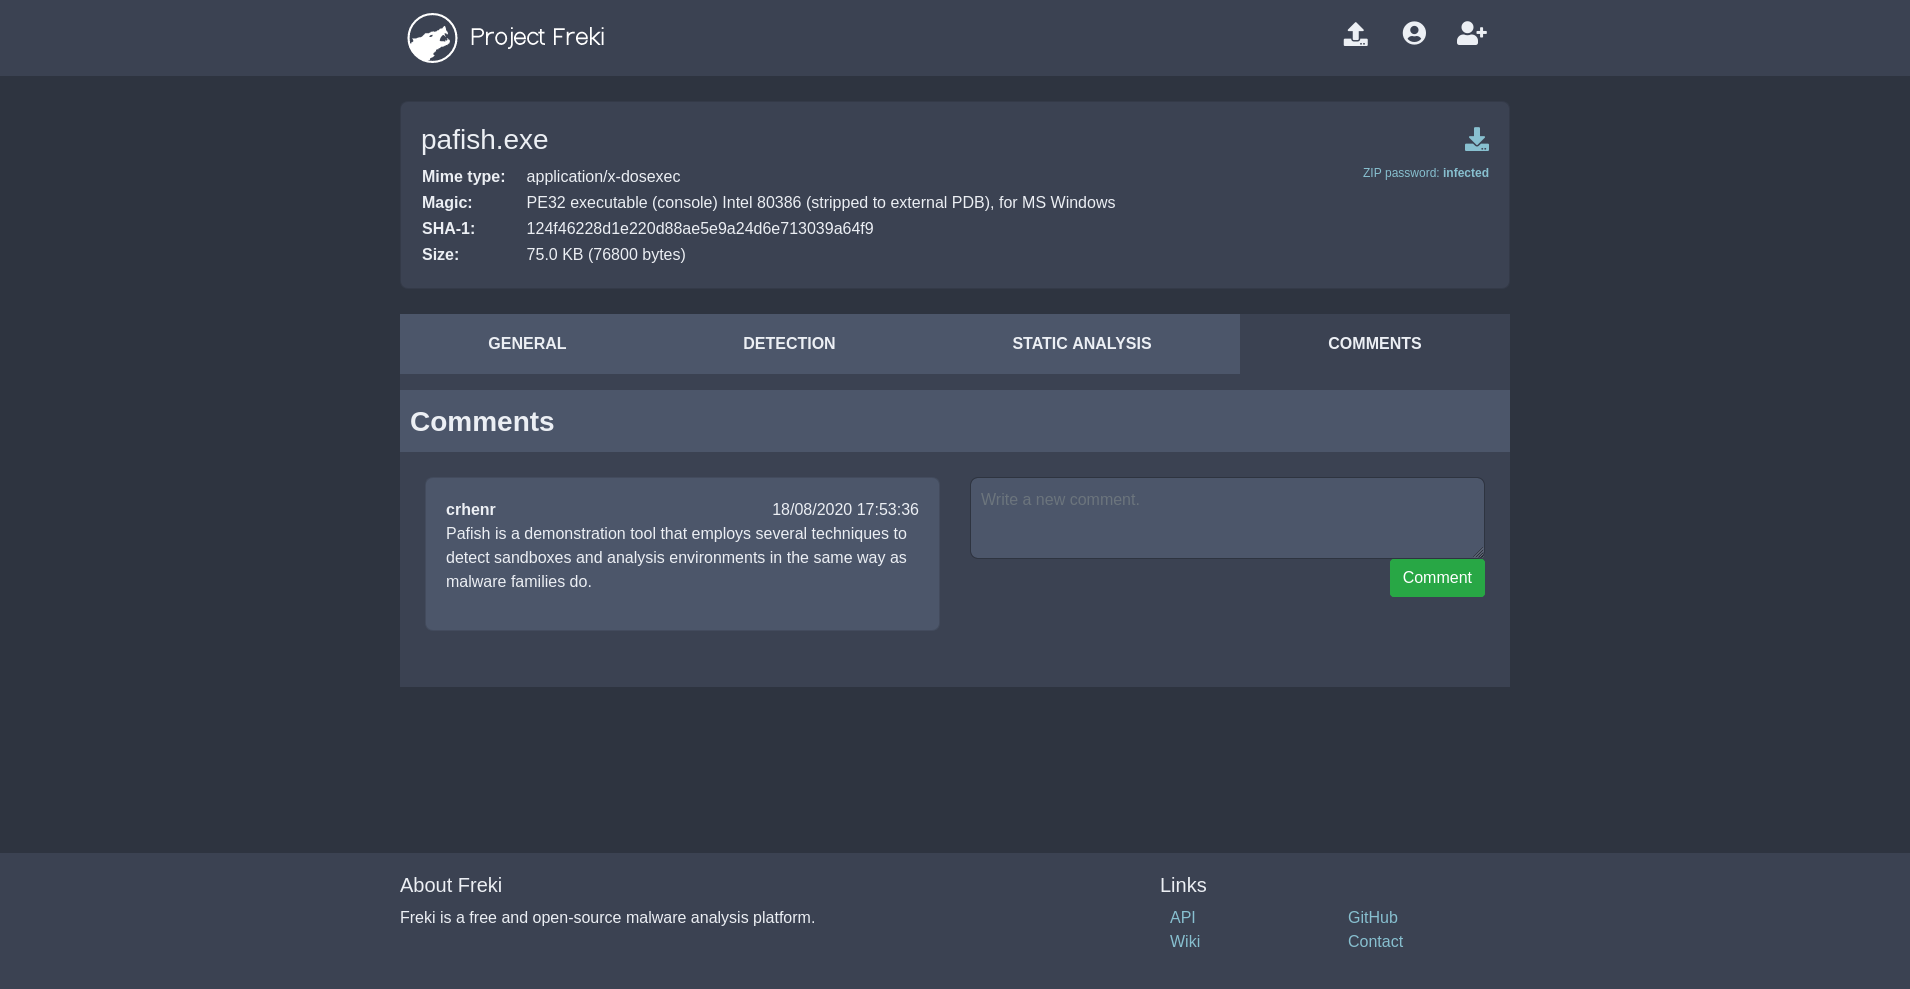 Project Freki
pafish.exe
ZIP password: infected
Mime type: application/x-dosexec
Magic: PE32 executable (console) Intel 80386 (stripped to external PDB), for MS Windows
SHA-1: 124f46228d1e220d88ae5e9a24d6e713039a64f9
Size: 75.0 KB (76800 bytes)
GENERAL DETECTION STATIC ANALYSIS COMMENTS
Comments
crhenr 18/08/2020 17:53:36
Pafish is a demonstration tool that employs several techniques to
detect sandboxes and analysis environments in the same way as
malware families do.
Write a new comment.
Comment
About Freki
Freki is a free and open-source malware analysis platform.
Links
API GitHub
Wiki Contact